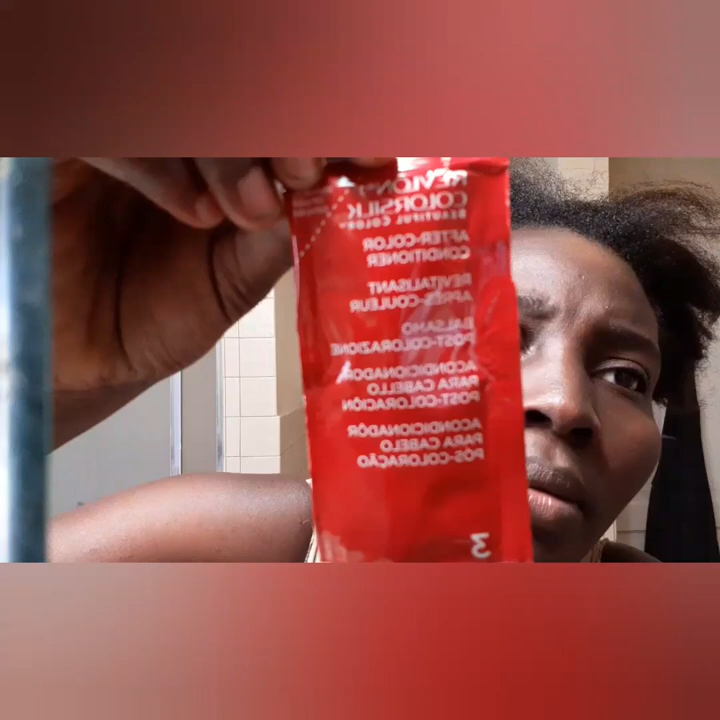 REVLON
COLORSILK
BEAUTIFUL COLOR™
AFTER-COLOR
CONDITIONER
REVITALISANT
APRÈS-COULEUR
BALSAMO
POST-COLORAZIONE
ACONDICIONADOR
PARA CABELLO
POST-COLORACIÓN
ACONDICIONADOR
PARA CABELO
PÓS-COLORAÇÃO
3